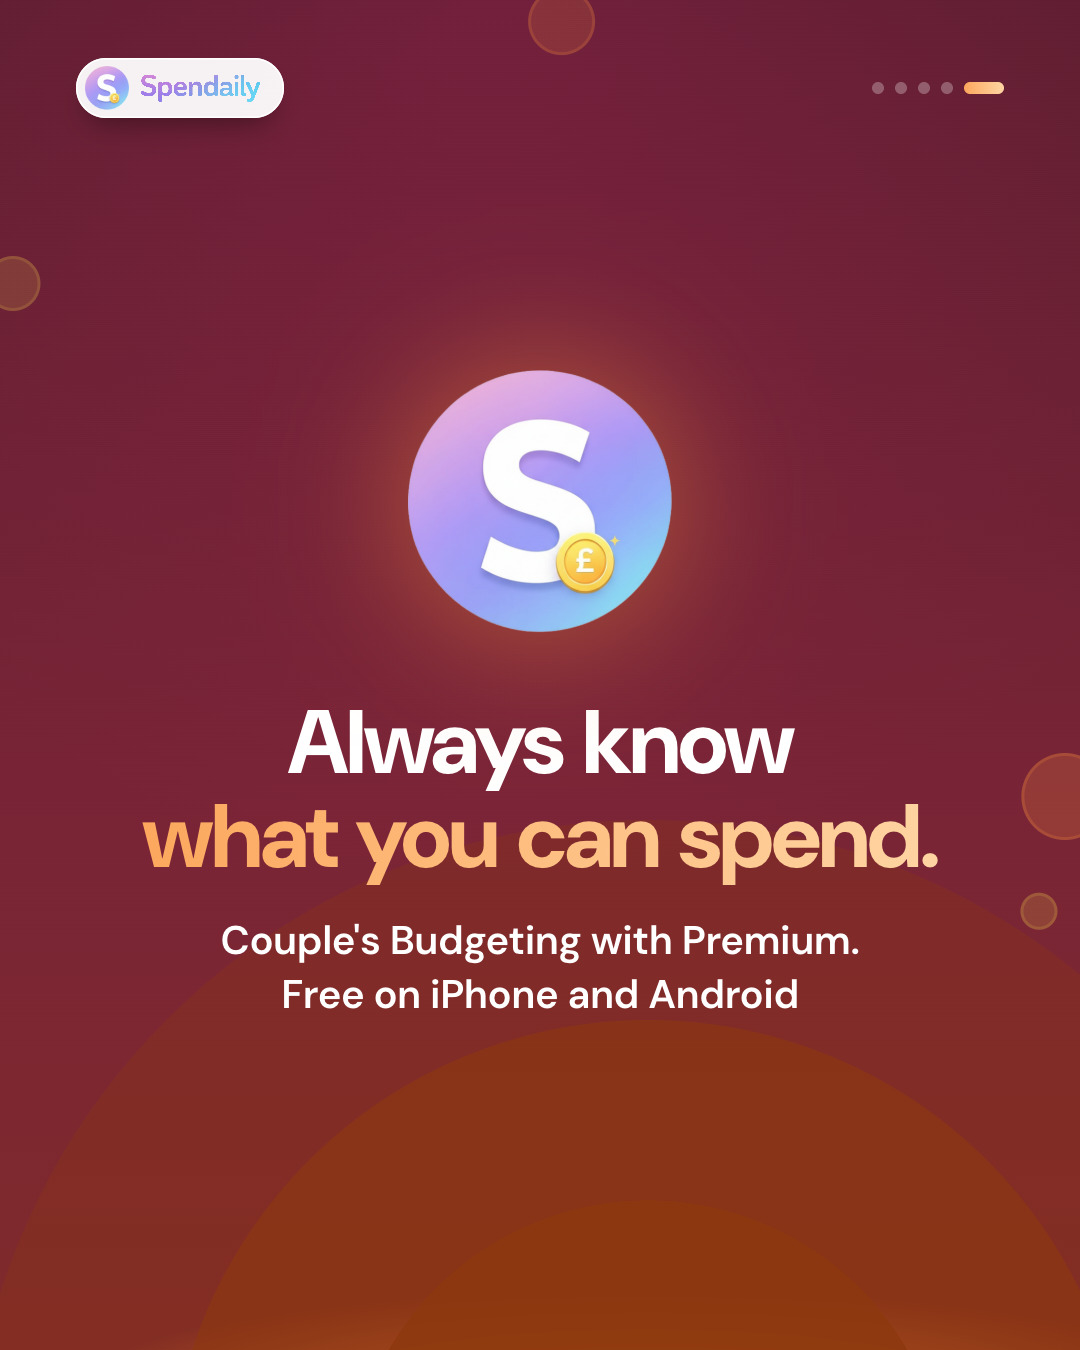 Spendaily
S
£
Always know
what you can spend.
Couple's Budgeting with Premium.
Free on iPhone and Android